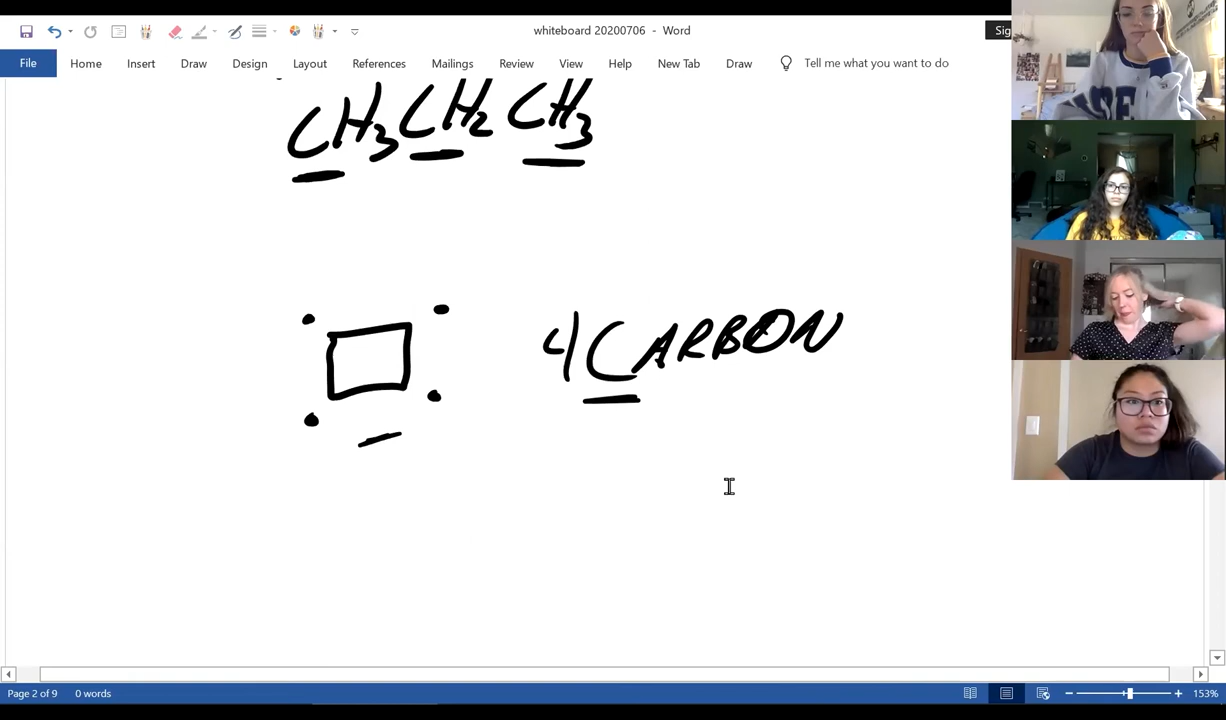 whiteboard 20200706 - Word
Sig
File Home Insert Draw Design Layout References Mailings Review View Help New Tab Draw Tell me what you want to do
CH3CH2CH3
4 CARBON
Page 2 of 9 0 words 153%